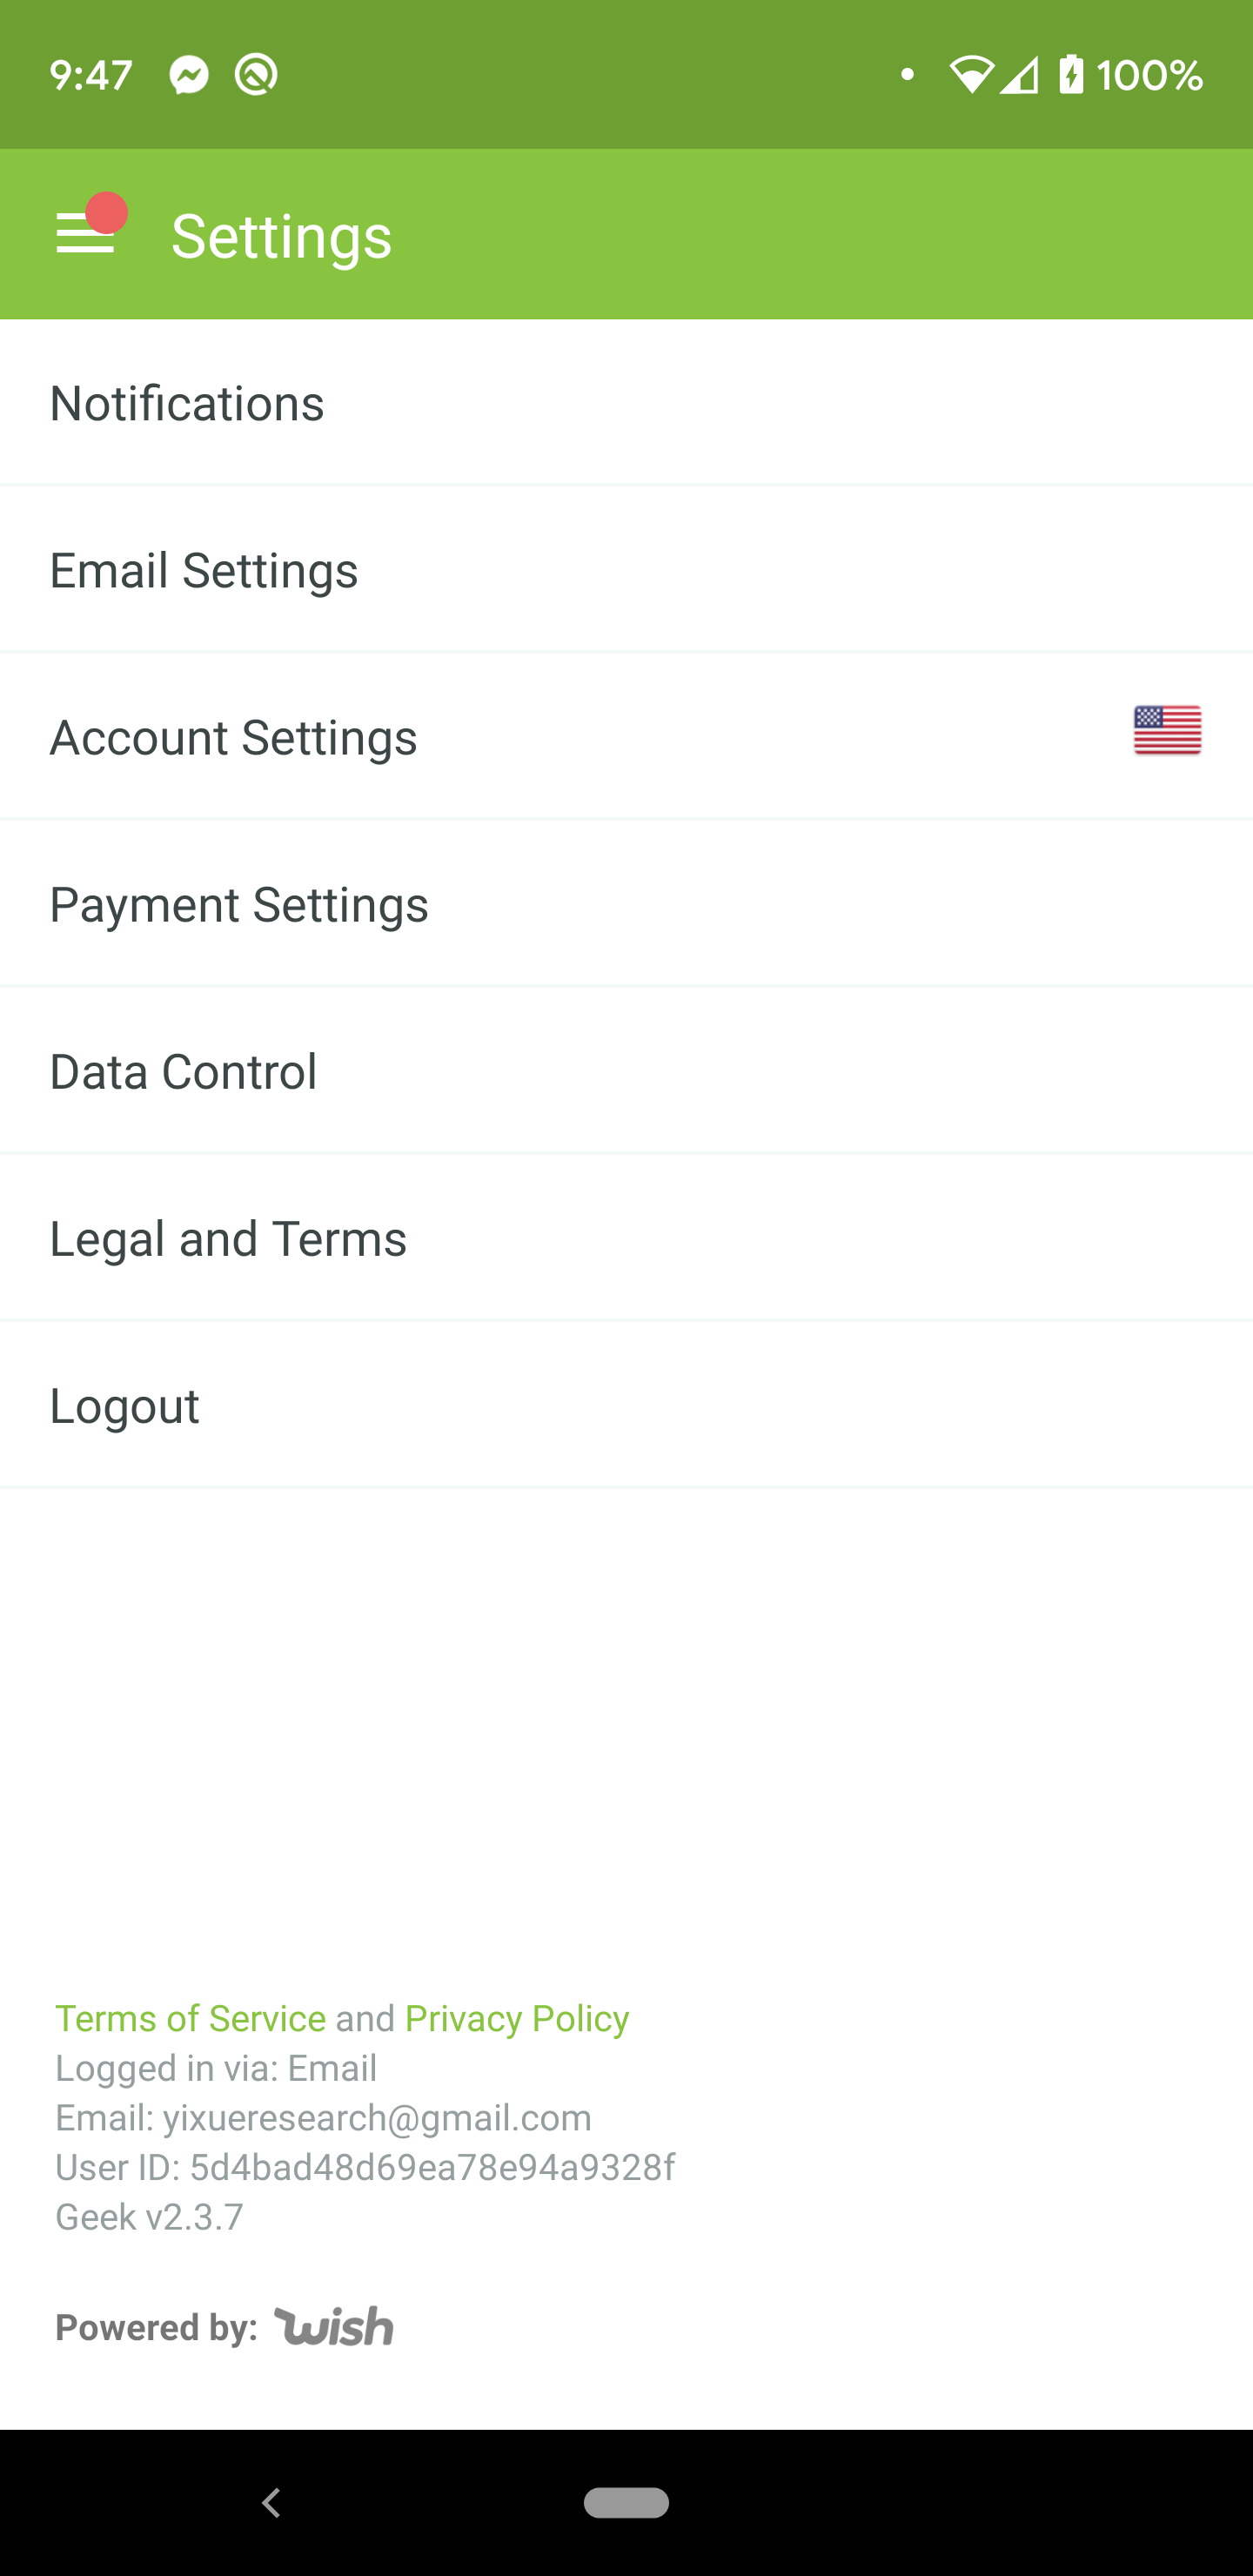 9:47 100%
Settings
Notifications
Email Settings
Account Settings
Payment Settings
Data Control
Legal and Terms
Logout
Terms of Service and Privacy Policy
Logged in via: Email
Email: yixueresearch@gmail.com
User ID: 5d4bad48d69ea78e94a9328f
Geek v2.3.7
Powered by: wish